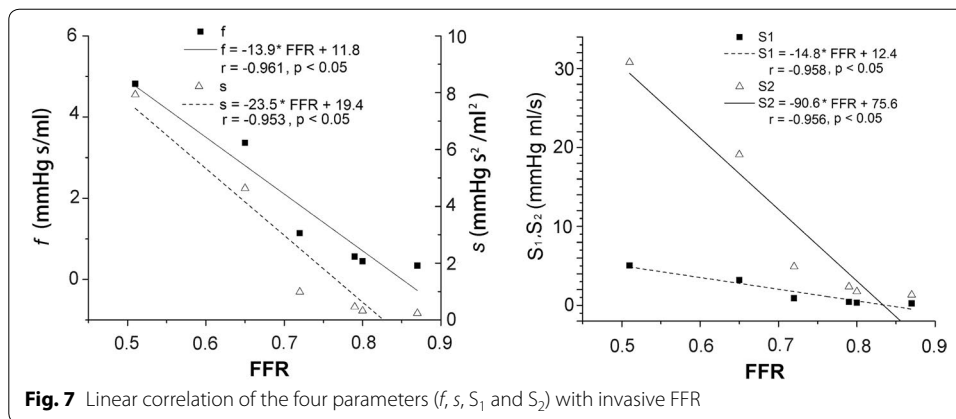 f
f = -13.9* FFR + 11.8
r = -0.961, p < 0.05
s
s = -23.5* FFR + 19.4
r = -0.953, p < 0.05
6
4
2
0
f (mmHg s/ml)
10
8
6
4
2
0
s (mmHg s² /ml²)
0.5 0.6 0.7 0.8 0.9
FFR
S1
S1 = -14.8* FFR + 12.4
r = -0.958, p < 0.05
S2
S2 = -90.6* FFR + 75.6
r = -0.956, p < 0.05
30
20
10
0
S₁,S₂ (mmHg ml/s)
0.5 0.6 0.7 0.8 0.9
FFR
Fig. 7 Linear correlation of the four parameters (f, s, S₁ and S₂) with invasive FFR